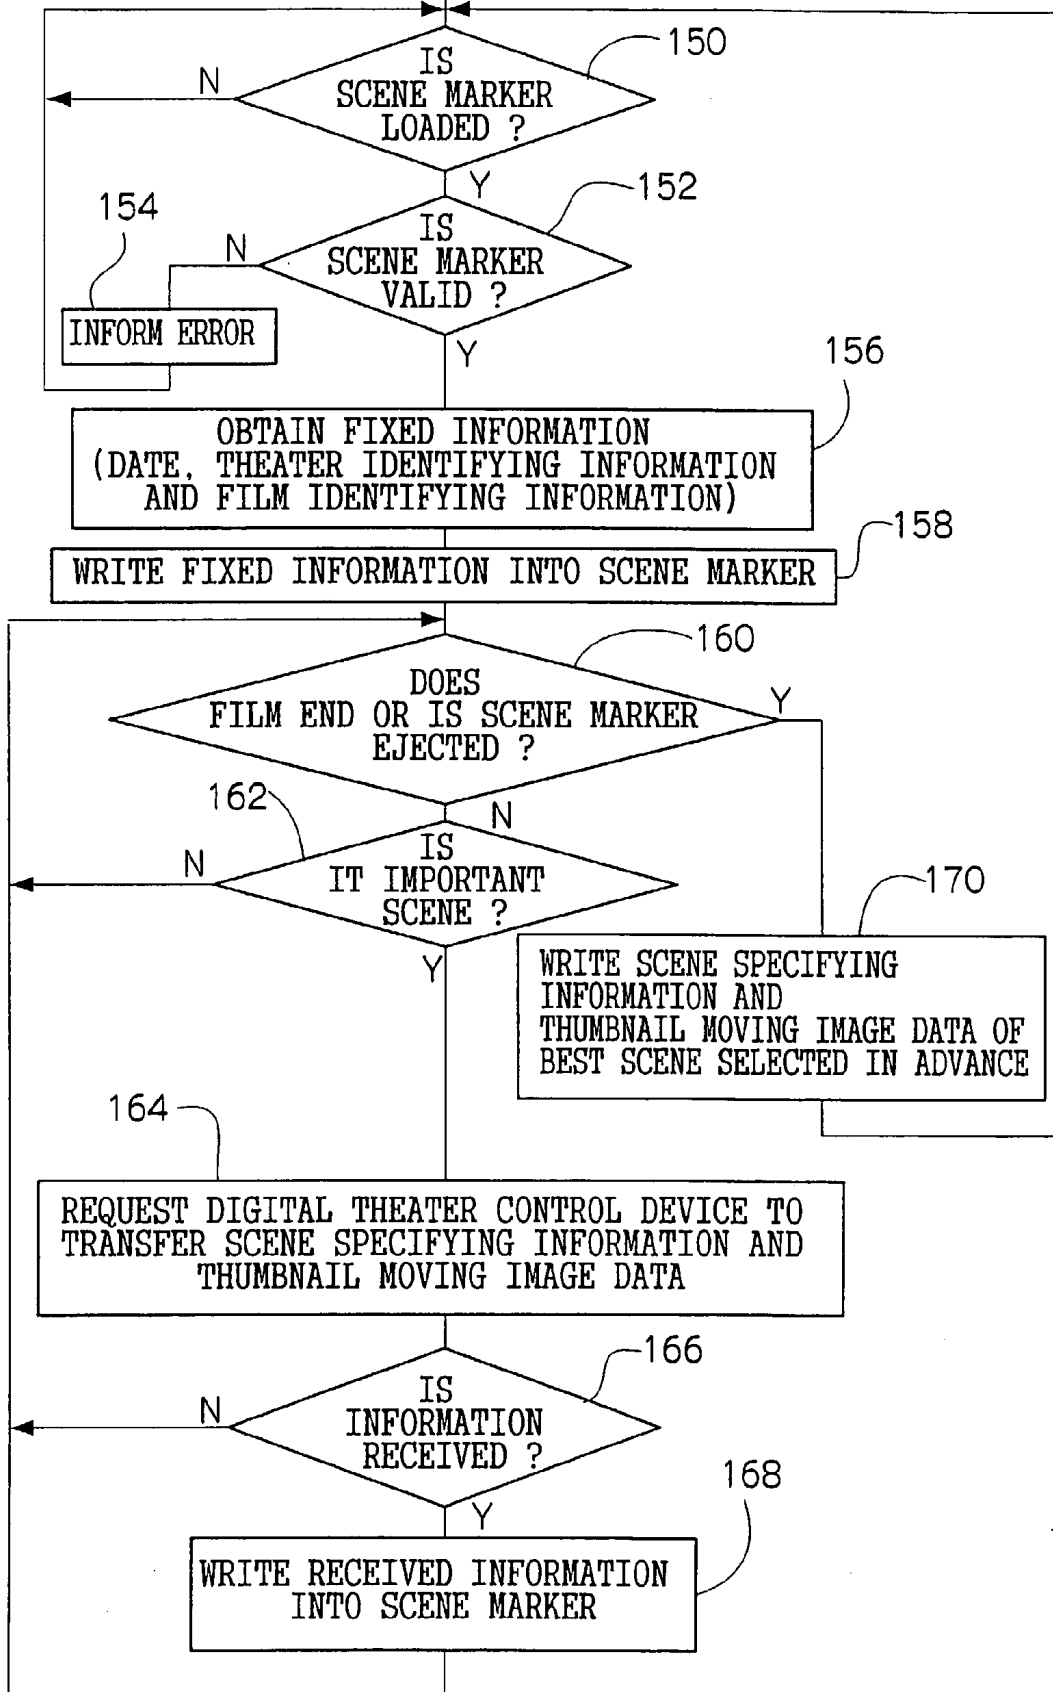 150
IS
SCENE MARKER
LOADED ?
N
Y
152
154
IS
SCENE MARKER
VALID ?
N
INFORM ERROR
Y
156
OBTAIN FIXED INFORMATION
(DATE, THEATER IDENTIFYING INFORMATION
AND FILM IDENTIFYING INFORMATION)
158
WRITE FIXED INFORMATION INTO SCENE MARKER
160
DOES
FILM END OR IS SCENE MARKER
EJECTED ?
Y
162
N
IS
IT IMPORTANT
SCENE ?
N
170
Y
WRITE SCENE SPECIFYING
INFORMATION AND
THUMBNAIL MOVING IMAGE DATA OF
BEST SCENE SELECTED IN ADVANCE
164
REQUEST DIGITAL THEATER CONTROL DEVICE TO
TRANSFER SCENE SPECIFYING INFORMATION AND
THUMBNAIL MOVING IMAGE DATA
166
IS
INFORMATION
RECEIVED ?
N
168
Y
WRITE RECEIVED INFORMATION
INTO SCENE MARKER